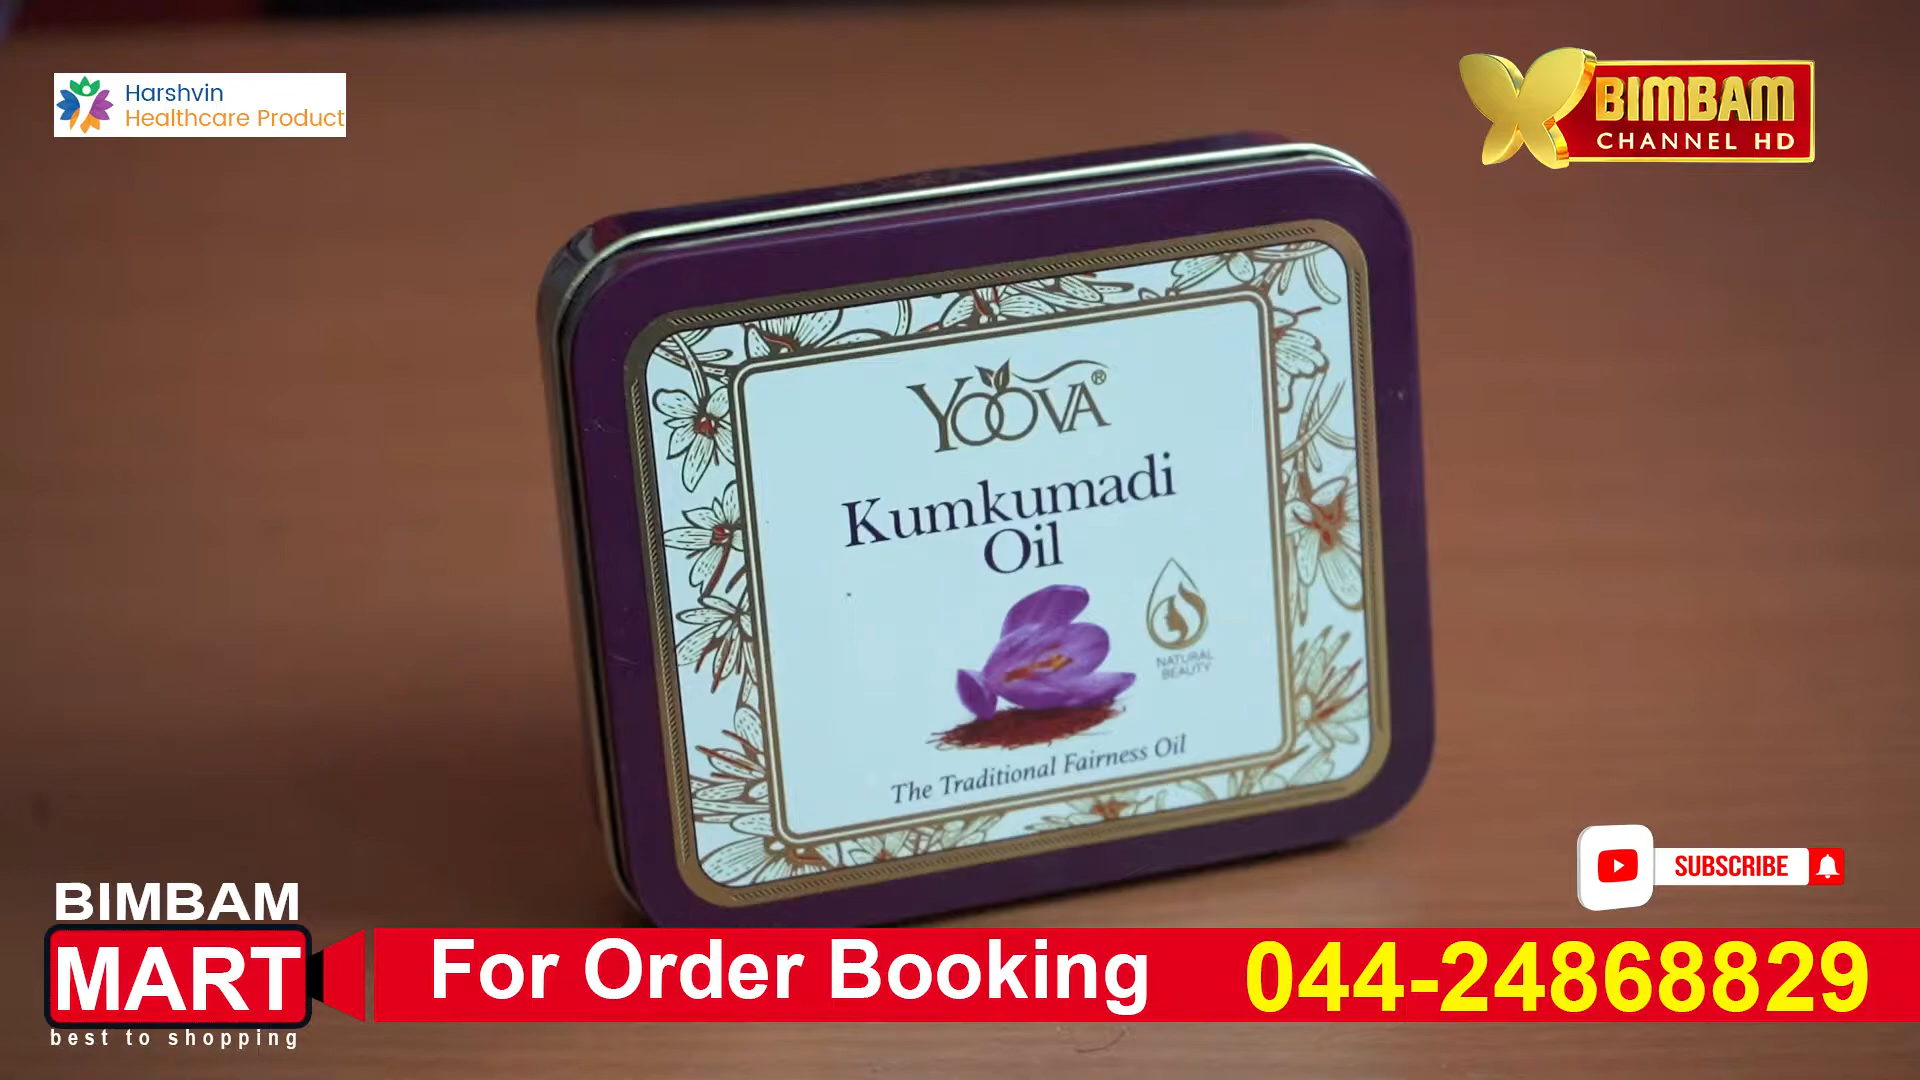 Harshvin
Healthcare Product
BIMBAM
CHANNEL HD
YOOVA®
Kumkumadi
Oil
NATURAL
BEAUTY
The Traditional Fairness Oil
SUBSCRIBE
BIMBAM
MART
best to shopping
For Order Booking
044-24868829